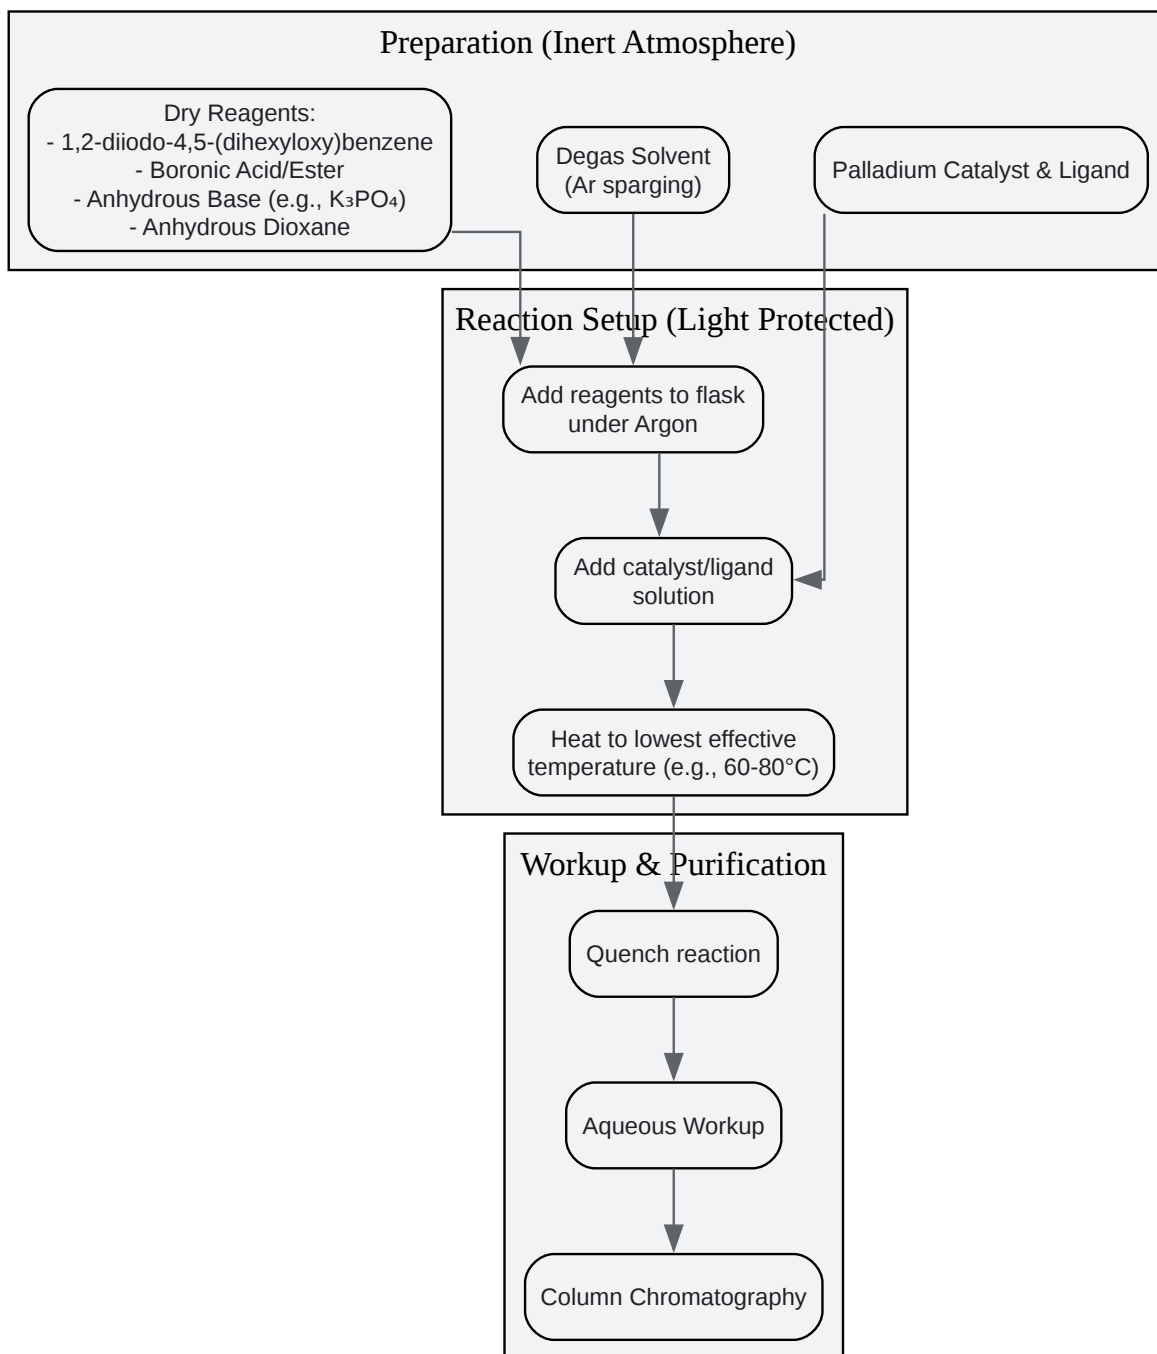 Preparation (Inert Atmosphere)
Dry Reagents:
- 1,2-diiodo-4,5-(dihexyloxy)benzene
- Boronic Acid/Ester
- Anhydrous Base (e.g., K₃PO₄)
- Anhydrous Dioxane
Degas Solvent
(Ar sparging)
Palladium Catalyst & Ligand
Reaction Setup (Light Protected)
Add reagents to flask
under Argon
Add catalyst/ligand
solution
Heat to lowest effective
temperature (e.g., 60-80°C)
Workup & Purification
Quench reaction
Aqueous Workup
Column Chromatography